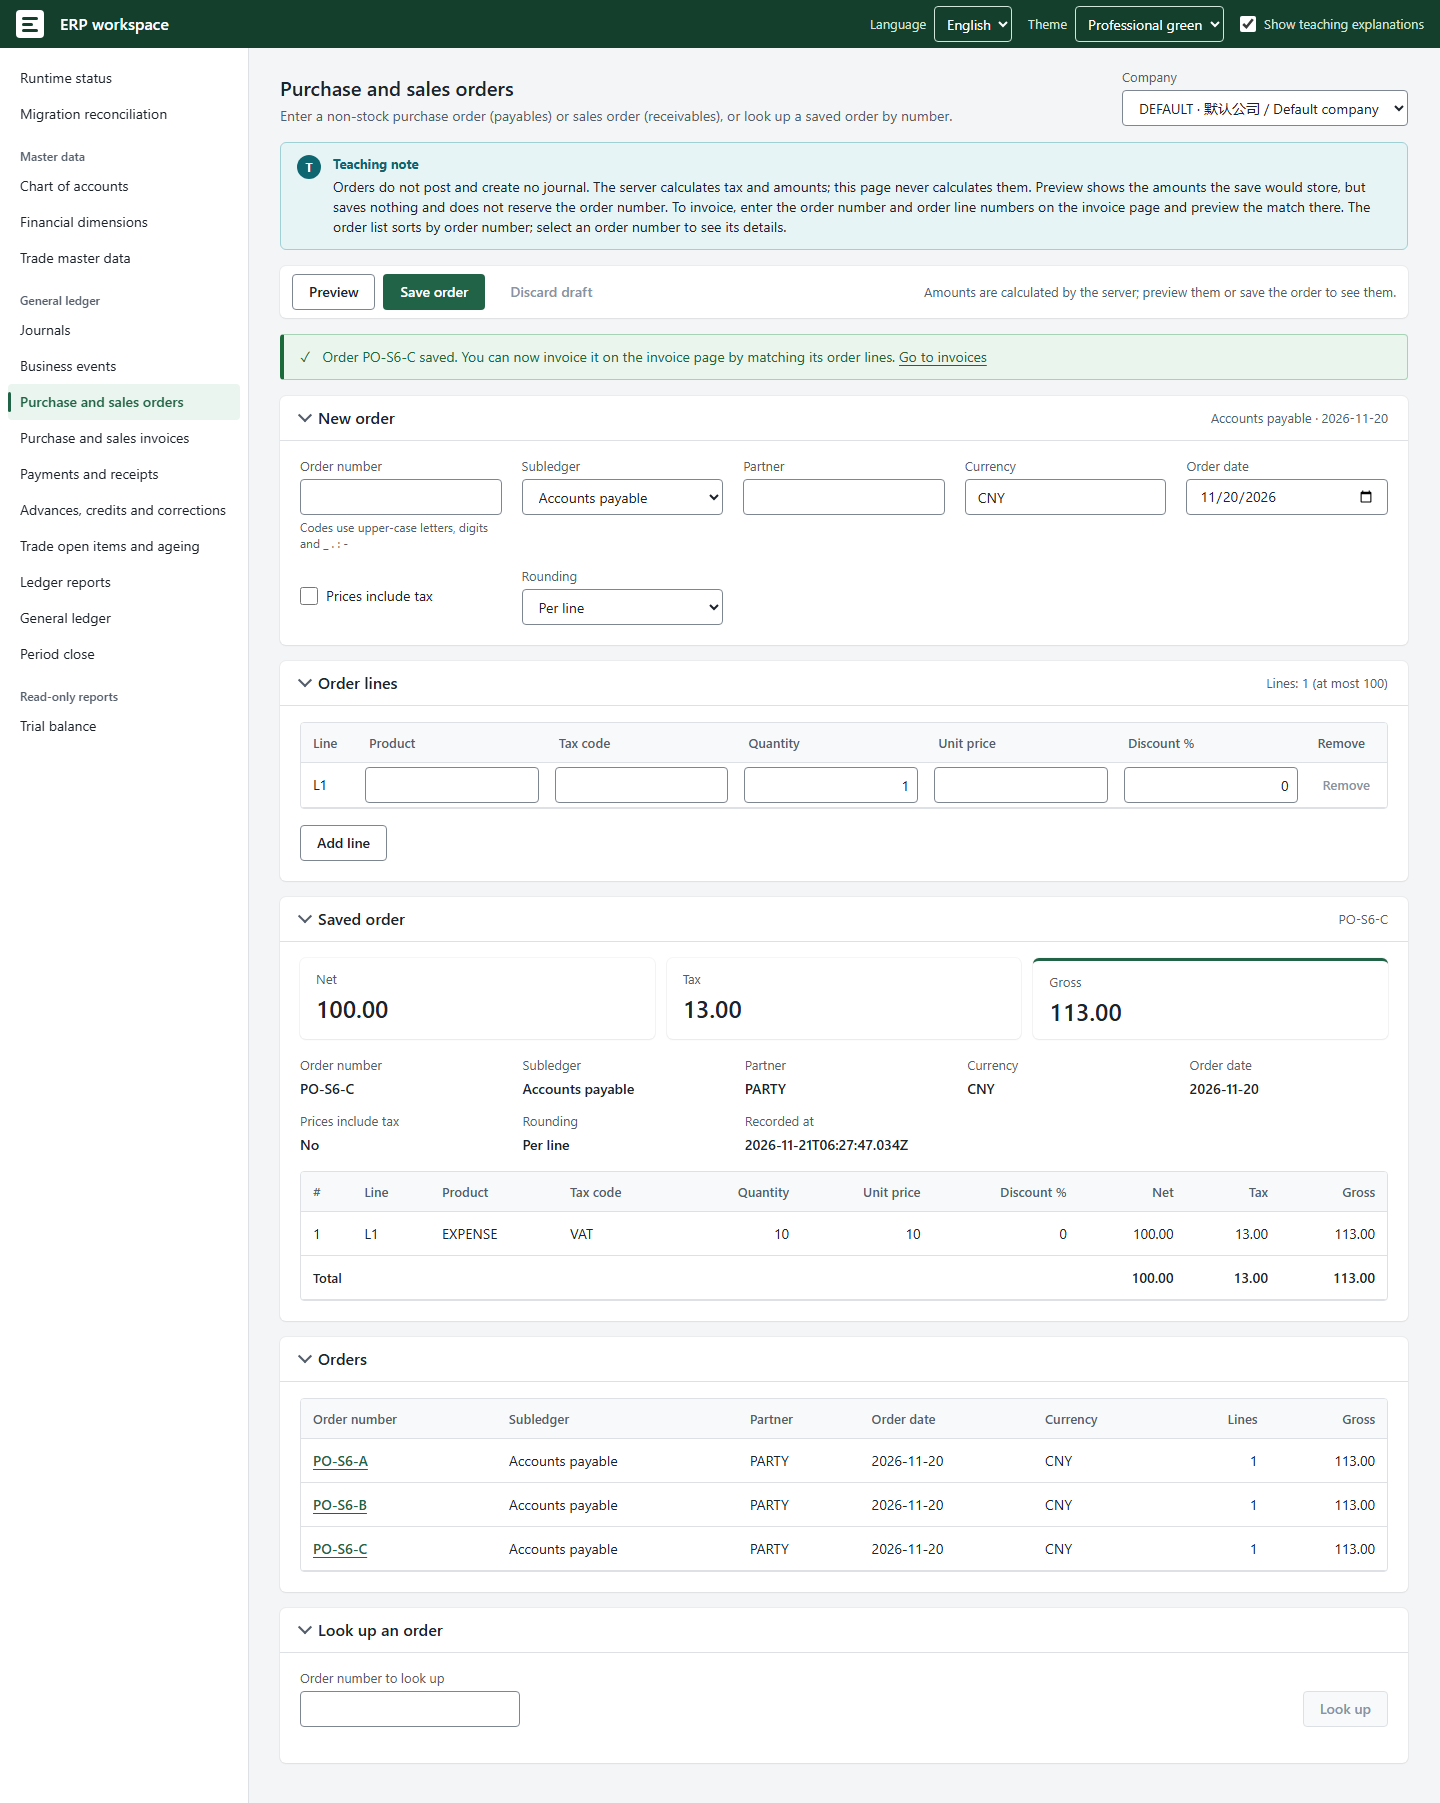 ERP workspace
Language English Theme Professional green Show teaching explanations
Runtime status
Migration reconciliation
Master data
Chart of accounts
Financial dimensions
Trade master data
General ledger
Journals
Business events
Purchase and sales orders
Purchase and sales invoices
Payments and receipts
Advances, credits and corrections
Trade open items and ageing
Ledger reports
General ledger
Period close
Read-only reports
Trial balance
Purchase and sales orders
Enter a non-stock purchase order (payables) or sales order (receivables), or look up a saved order by number.
Company
DEFAULT · 默认公司 / Default company
T
Teaching note
Orders do not post and create no journal. The server calculates tax and amounts; this page never calculates them. Preview shows the amounts the save would store, but
saves nothing and does not reserve the order number. To invoice, enter the order number and order line numbers on the invoice page and preview the match there. The
order list sorts by order number; select an order number to see its details.
Preview Save order Discard draft Amounts are calculated by the server; preview them or save the order to see them.
✓ Order PO-S6-C saved. You can now invoice it on the invoice page by matching its order lines. Go to invoices
New order Accounts payable · 2026-11-20
Order number Subledger Partner Currency Order date
Accounts payable CNY 11/20/2026
Codes use upper-case letters, digits
and _ . : -
Rounding
Prices include tax Per line
Order lines Lines: 1 (at most 100)
Line Product Tax code Quantity Unit price Discount % Remove
L1 1 0 Remove
Add line
Saved order PO-S6-C
Net Tax Gross
100.00 13.00 113.00
Order number Subledger Partner Currency Order date
PO-S6-C Accounts payable PARTY CNY 2026-11-20
Prices include tax Rounding Recorded at
No Per line 2026-11-21T06:27:47.034Z
# Line Product Tax code Quantity Unit price Discount % Net Tax Gross
1 L1 EXPENSE VAT 10 10 0 100.00 13.00 113.00
Total 100.00 13.00 113.00
Orders
Order number Subledger Partner Order date Currency Lines Gross
PO-S6-A Accounts payable PARTY 2026-11-20 CNY 1 113.00
PO-S6-B Accounts payable PARTY 2026-11-20 CNY 1 113.00
PO-S6-C Accounts payable PARTY 2026-11-20 CNY 1 113.00
Look up an order
Order number to look up
Look up